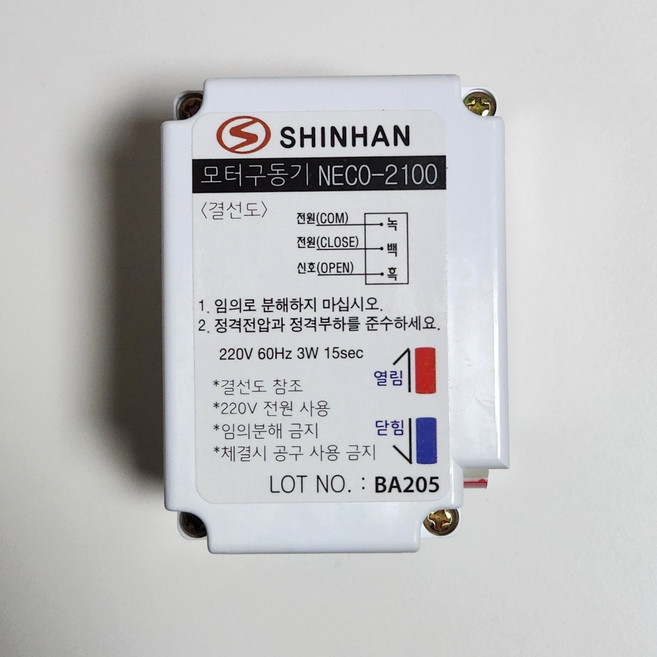 SHINHAN
모터구동기 NECO-2100
〈결선도〉
전원(COM) 녹
전원(CLOSE) 백
신호(OPEN) 흑
1. 임의로 분해하지 마십시오.
2. 정격전압과 정격부하를 준수하세요.
220V 60Hz 3W 15sec
열림
*결선도 참조
*220V 전원 사용
닫힘
*임의분해 금지
*체결시 공구 사용 금지
LOT NO. : BA205